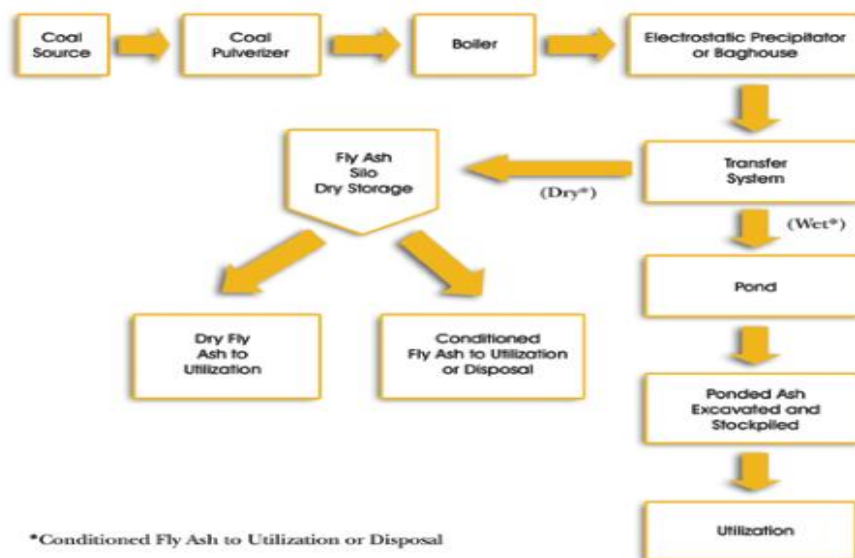 Coal
Source
Coal
Pulverizer
Boiler
Electrostatic Precipitator
or Baghouse
Fly Ash
Silo
Dry Storage
(Dry*)
Transfer
System
(Wet*)
Pond
Dry Fly
Ash to
Utilization
Conditioned
Fly Ash to Utilization
or Disposal
Ponded Ash
Excavated and
Stockpiled
Utilization
*Conditioned Fly Ash to Utilization or Disposal